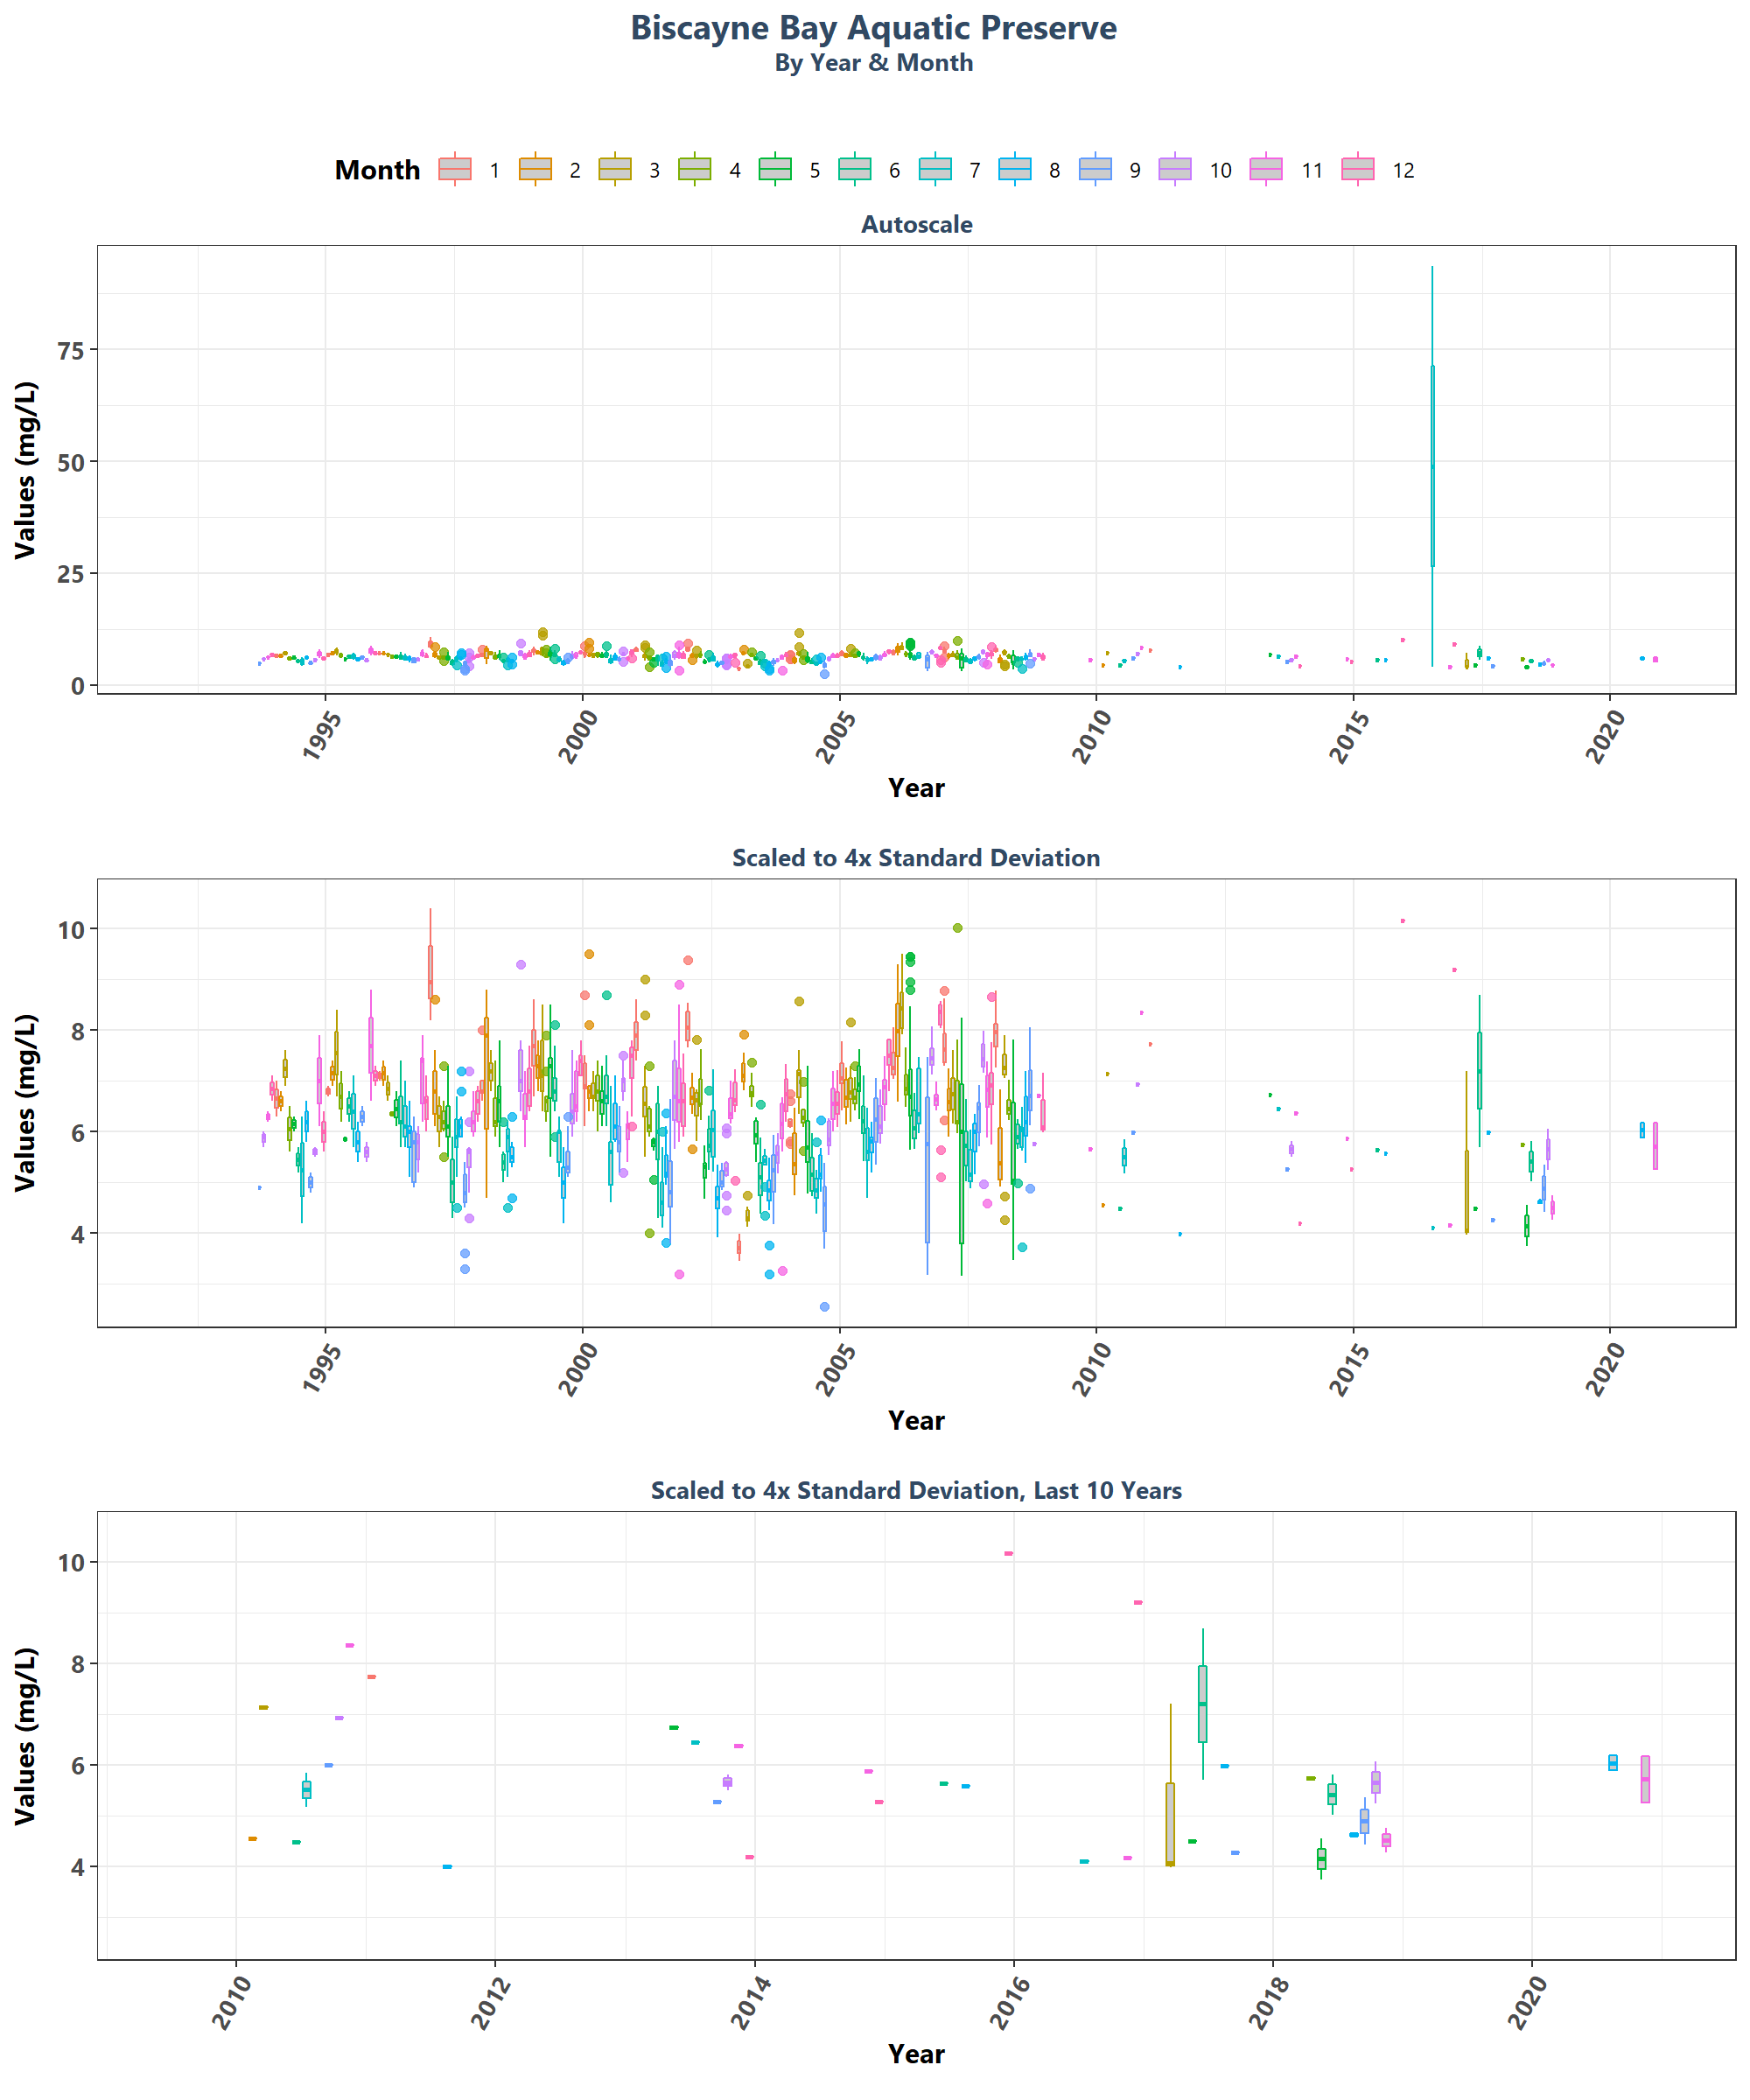 Biscayne Bay Aquatic Preserve
By Year & Month
Month 1 2 3 4 5 6 7 8 9 10 11 12
Autoscale
Values (mg/L)
75
50
25
0
1995 2000 2005 2010 2015 2020
Year
Scaled to 4x Standard Deviation
Values (mg/L)
10
8
6
4
1995 2000 2005 2010 2015 2020
Year
Scaled to 4x Standard Deviation, Last 10 Years
Values (mg/L)
10
8
6
4
2010 2012 2014 2016 2018 2020
Year